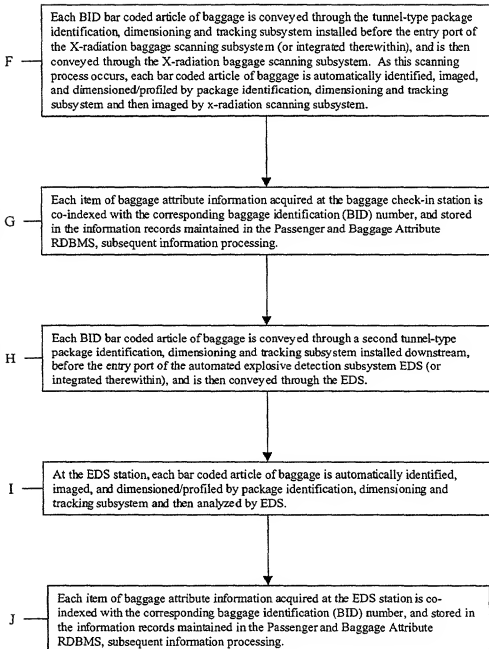 Each BID bar coded article of baggage is conveyed through the tunnel-type package
identification, dimensioning and tracking subsystem installed before the entry port of
the X-radiation baggage scanning subsystem (or integrated therewithin), and is then
conveyed through the X-radiation baggage scanning subsystem. As this scanning
F
process occurs, each bar coded article of baggage is automatically identified, imaged,
and dimensioned/profiled by package identification, dimensioning and tracking
subsystem and then imaged by x-radiation scanning subsystem.
Each item of baggage attribute information acquired at the baggage check-in station is
co-indexed with the corresponding baggage identification (BID) number, and stored
G
in the information records maintained in the Passenger and Baggage Attribute
RDBMS, subsequent information processing.
Each BID bar coded article of baggage is conveyed through a second tunnel-type
package identification, dimensioning and tracking subsystem installed downstream,
H
before the entry port of the automated explosive detection subsystem EDS (or
integrated therewithin), and is then conveyed through the EDS.
At the EDS station, each bar coded article of baggage is automatically identified,
I
imaged, and dimensioned/profiled by package identification, dimensioning and
tracking subsystem and then analyzed by EDS.
Each item of baggage attribute information acquired at the EDS station is co-
indexed with the corresponding baggage identification (BID) number, and stored in
J
the information records maintained in the Passenger and Baggage Attribute
RDBMS, subsequent information processing.